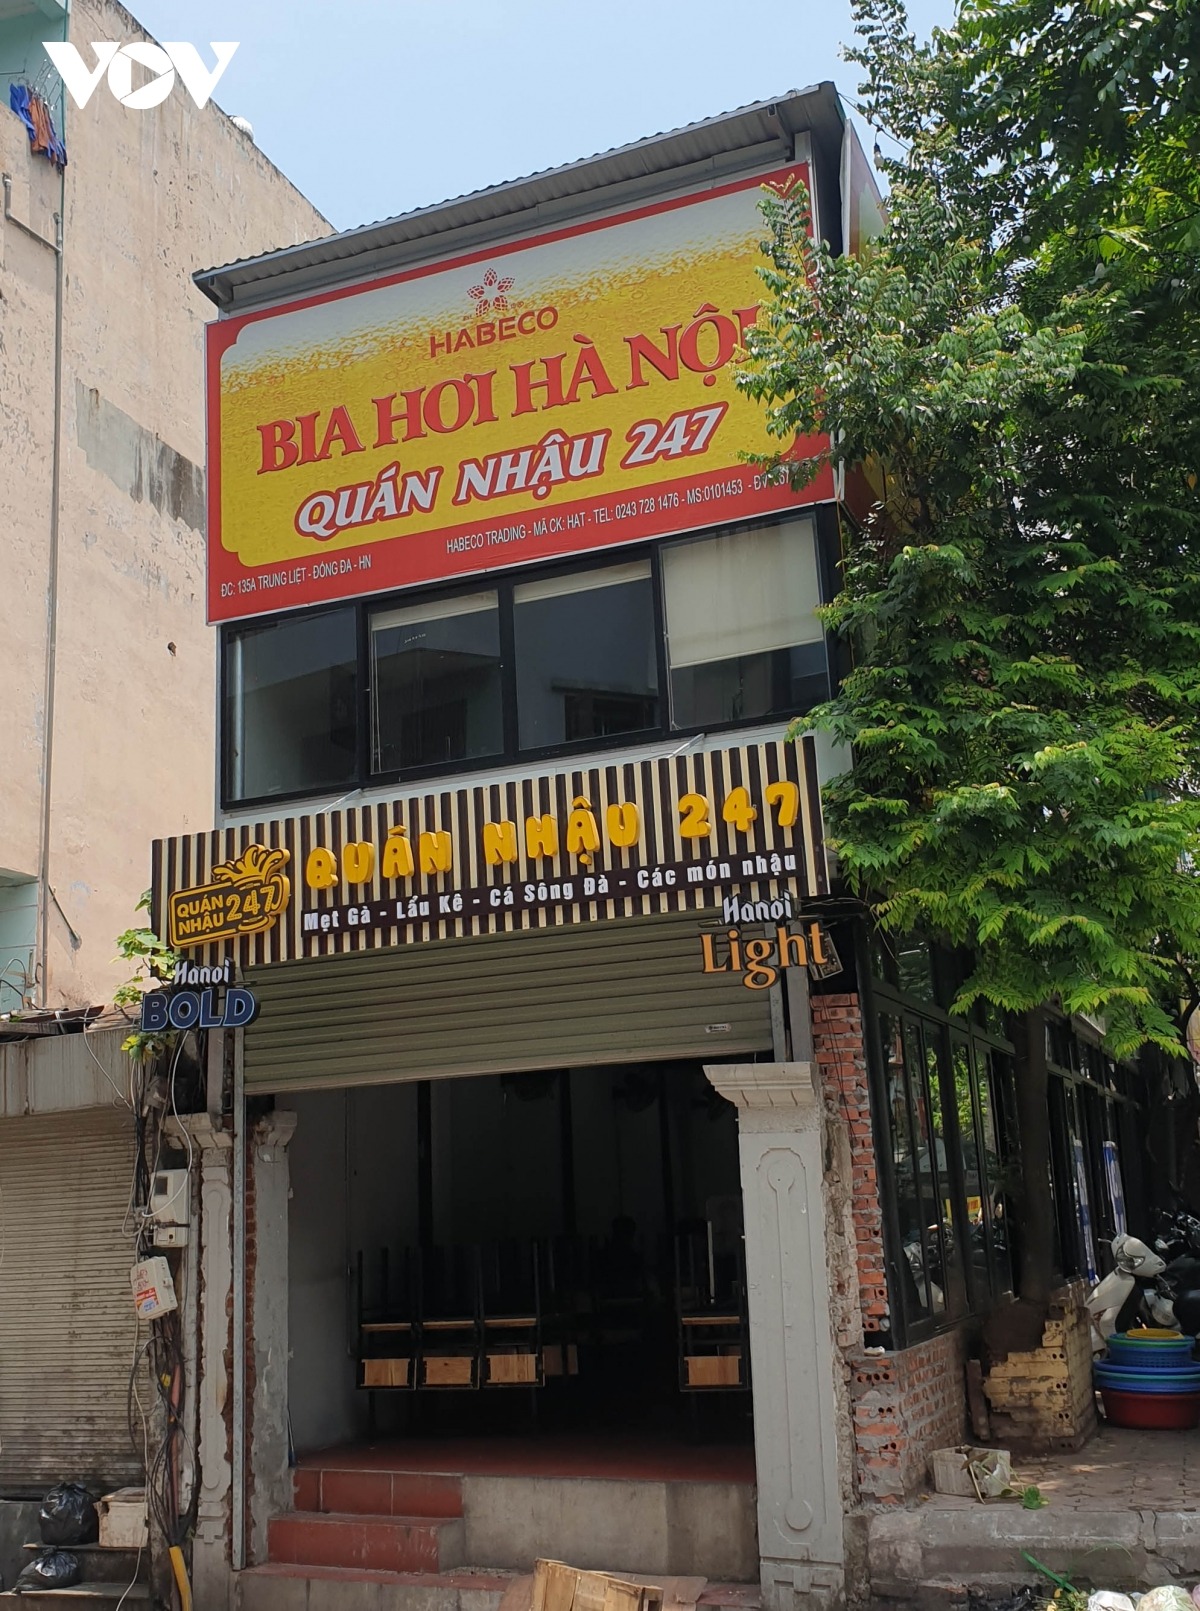 VOV
HABECO
BIA HƠI HÀ NỘI
QUÁN NHẬU 247
ĐC: 135A TRUNG LIỆT - ĐỐNG ĐA - HN
HABECO TRADING - MÃ CK: HAT - TEL: 0243 728 1476 - MS:0101453 - ĐV
QUÁN NHẬU 247
Mẹt Gà - Lẩu Kê - Cá Sông Đà - Các món nhậu
QUÁN
NHẬU 247
Hanoi
BOLD
Hanoi
Light